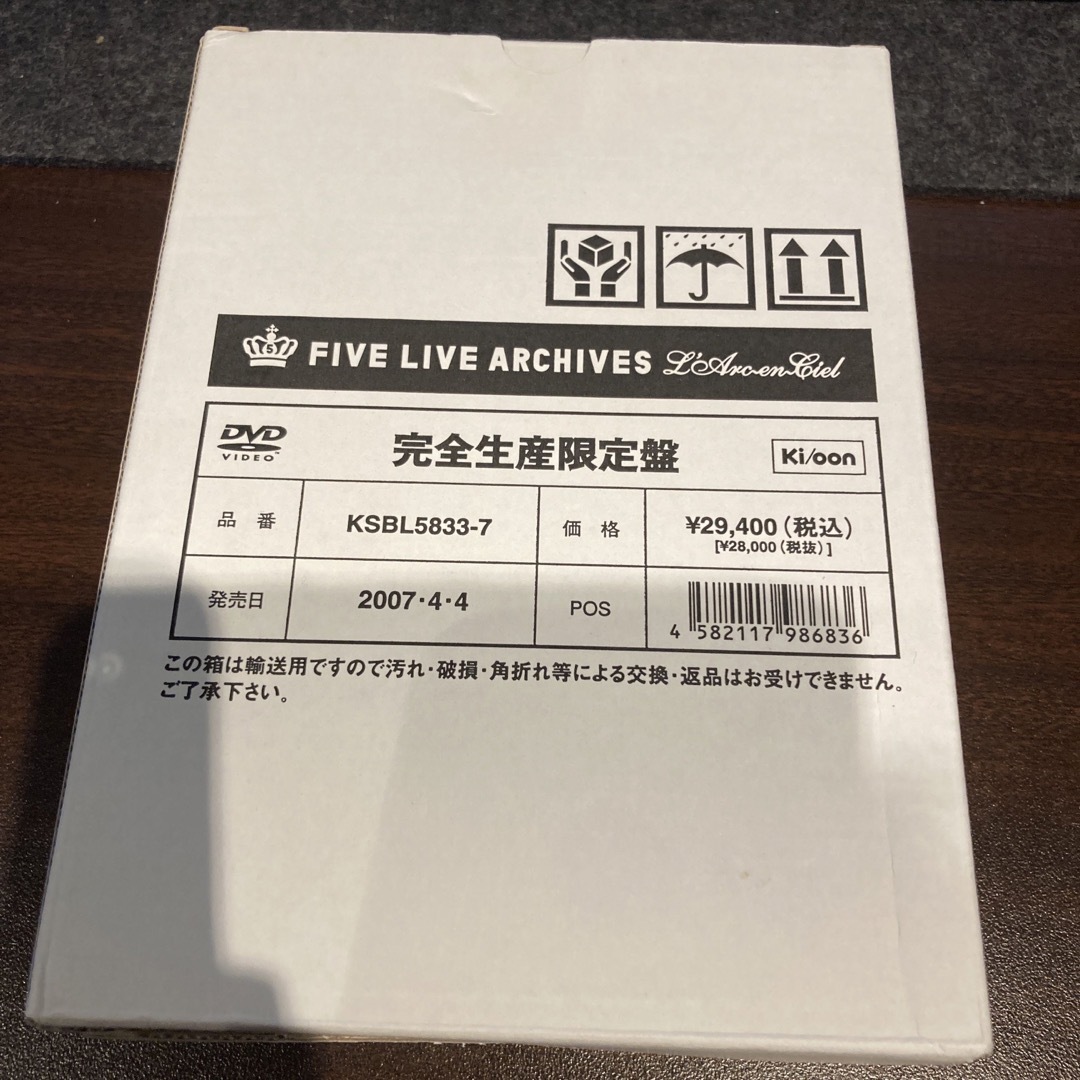 5 FIVE LIVE ARCHIVES L'Arc~en~Ciel
DVD VIDEO™ 完全生産限定盤 Ki/oon
品番 KSBL5833-7 価格 ¥29,400(税込)
[¥28,000(税抜)]
発売日 2007・4・4 POS 4 582117 986836
この箱は輸送用ですので汚れ・破損・角折れ等による交換・返品はお受けできません。
ご了承下さい。